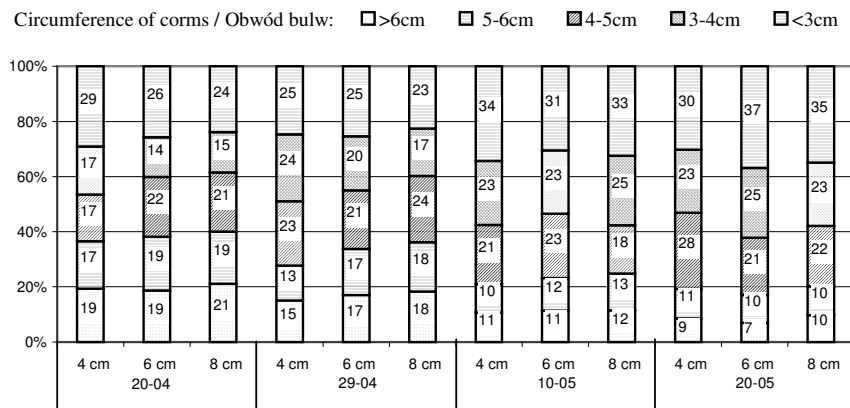 Circumference of corms / Obwód bulw: >6cm 5-6cm 4-5cm 3-4cm <3cm
100%
29 26 24 25 25 23 34 31 33 30 37 35
80%
17 14 15 24 20 17 23 23 25 23 25 23
60%
17 22 21 23 21 24 21 23 18 28 21 22
40%
17 19 19 13 17 18 10 12 13 11 10 10
20%
19 19 21 15 17 18 11 11 12 9 7 10
0%
4 cm 6 cm 8 cm 4 cm 6 cm 8 cm 4 cm 6 cm 8 cm 4 cm 6 cm 8 cm
20-04 29-04 10-05 20-05